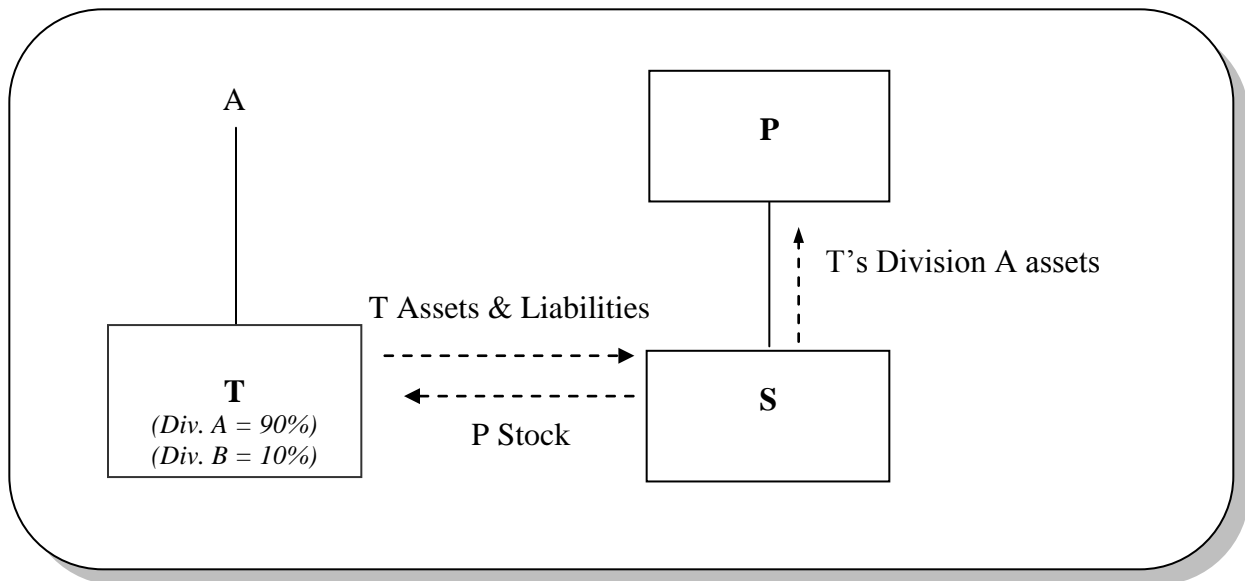 A
P
T's Division A assets
T Assets & Liabilities
T
(Div. A = 90%)
(Div. B = 10%)
P Stock
S